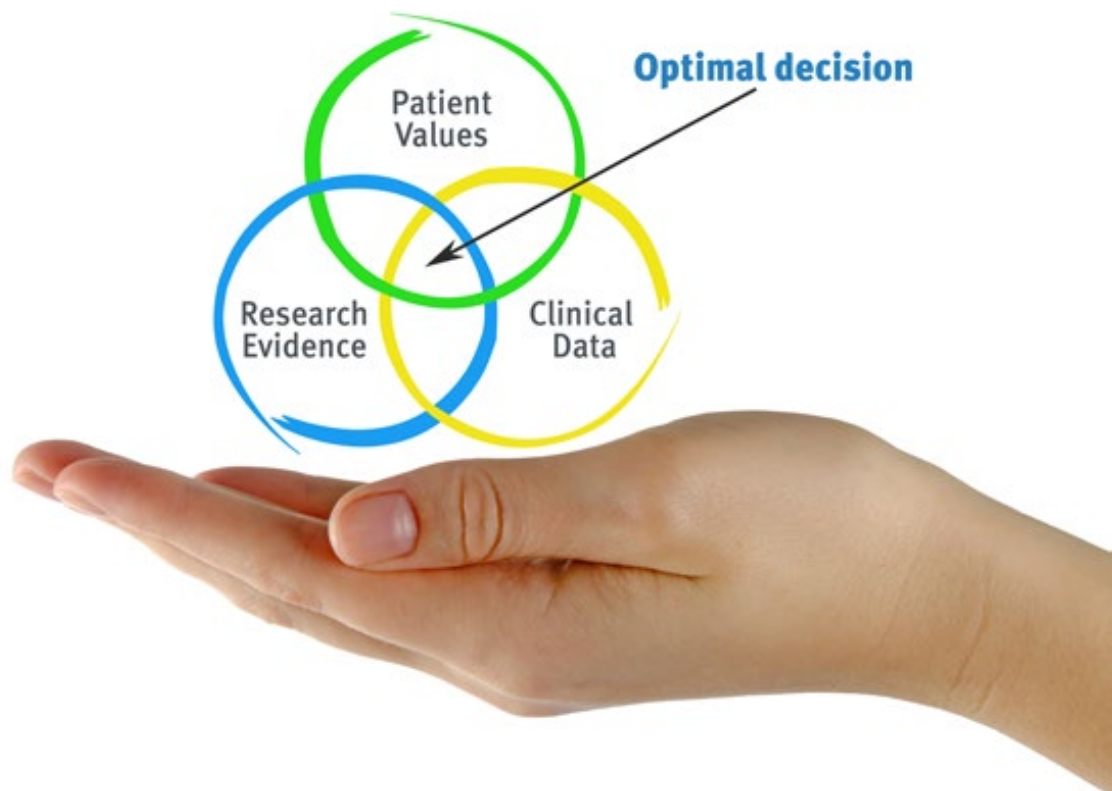 Optimal decision
Patient
Values
Research
Evidence
Clinical
Data